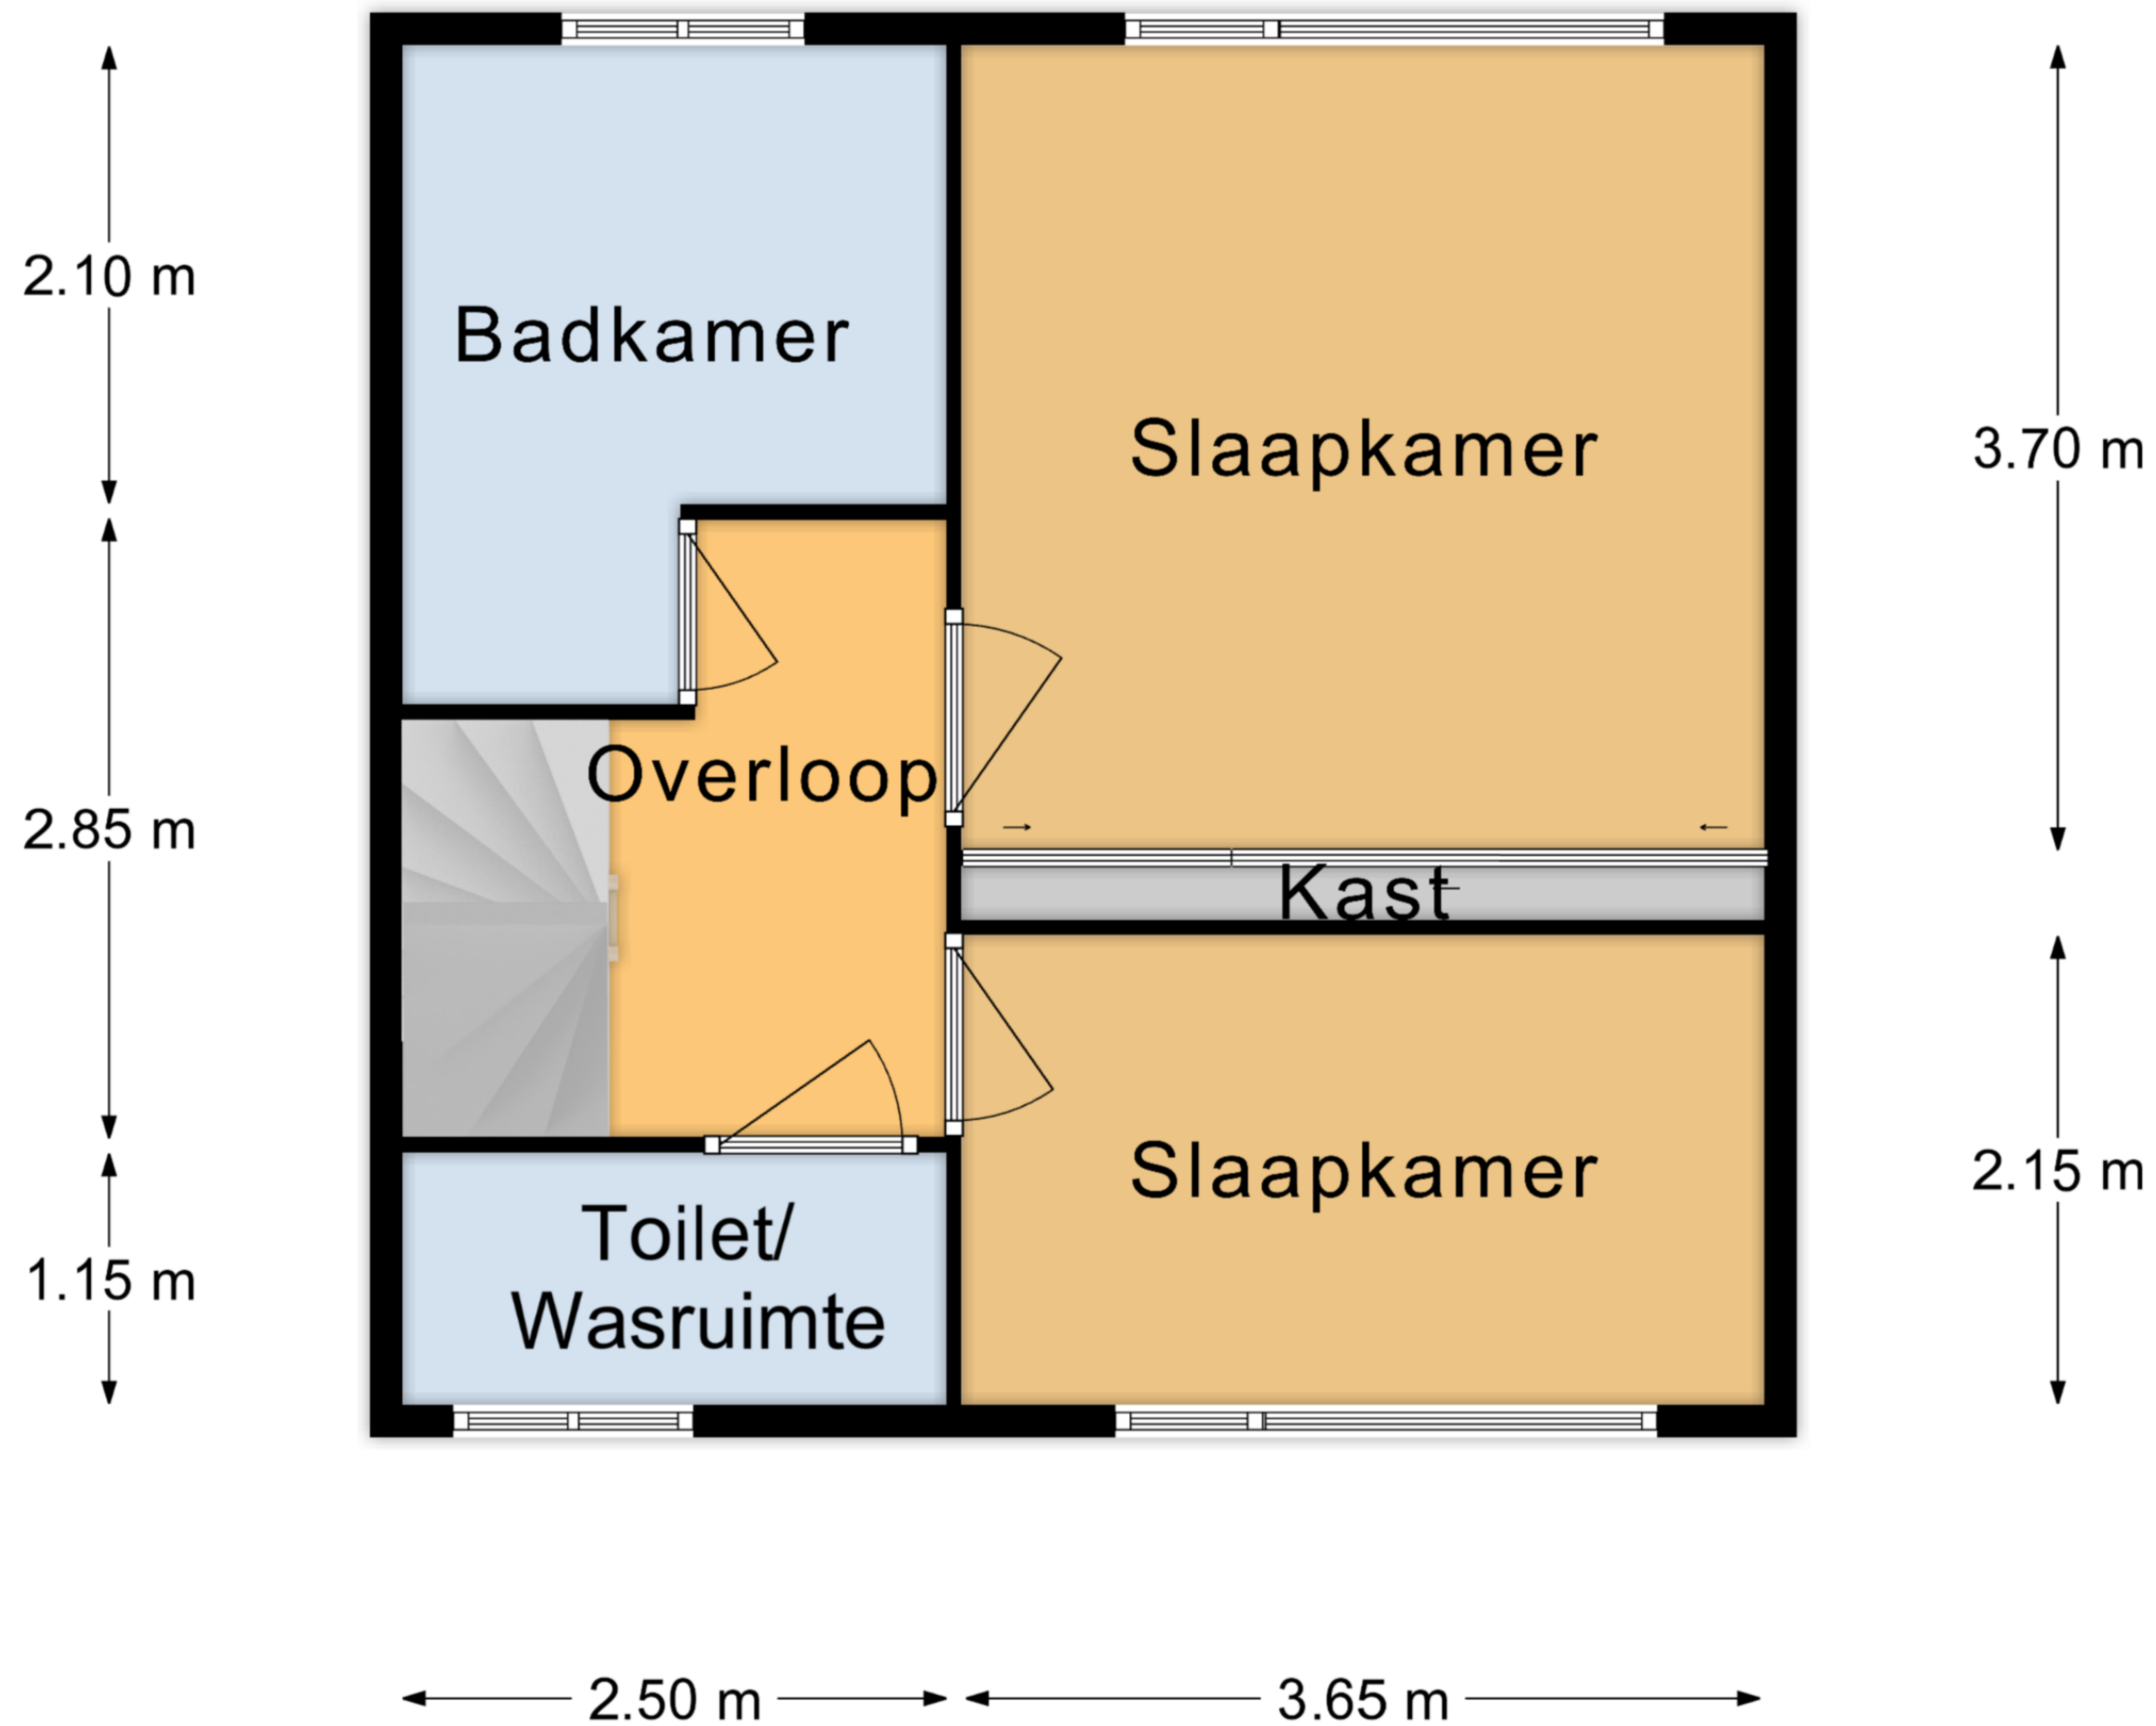 2.10 m
Badkamer
Slaapkamer
3.70 m
Overloop
2.85 m
Kast
Slaapkamer
2.15 m
Toilet/
Wasruimte
1.15 m
2.50 m
3.65 m